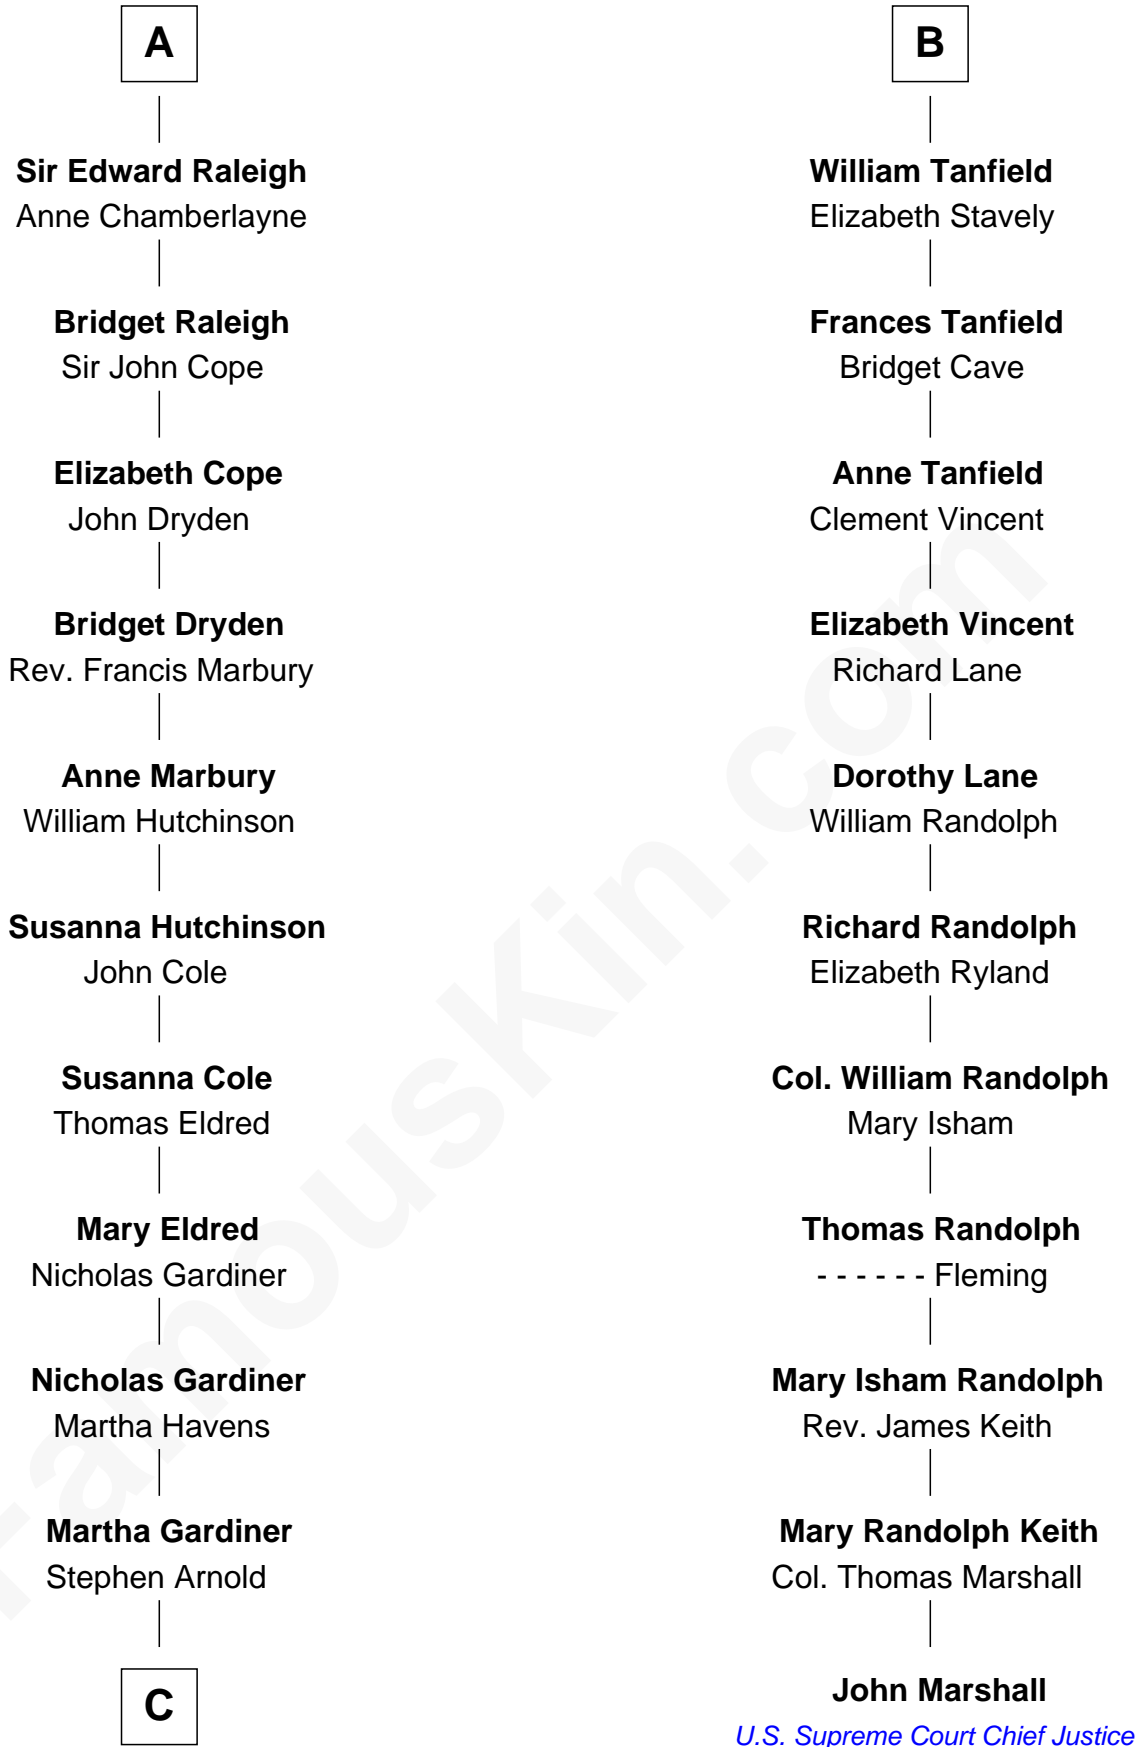 A
Sir Edward Raleigh
Anne Chamberlayne
Bridget Raleigh
Sir John Cope
Elizabeth Cope
John Dryden
Bridget Dryden
Rev. Francis Marbury
Anne Marbury
William Hutchinson
Susanna Hutchinson
John Cole
Susanna Cole
Thomas Eldred
Mary Eldred
Nicholas Gardiner
Nicholas Gardiner
Martha Havens
Martha Gardiner
Stephen Arnold
C
B
William Tanfield
Elizabeth Stavely
Frances Tanfield
Bridget Cave
Anne Tanfield
Clement Vincent
Elizabeth Vincent
Richard Lane
Dorothy Lane
William Randolph
Richard Randolph
Elizabeth Ryland
Col. William Randolph
Mary Isham
Thomas Randolph
- - - - - - Fleming
Mary Isham Randolph
Rev. James Keith
Mary Randolph Keith
Col. Thomas Marshall
John Marshall
U.S. Supreme Court Chief Justice
FamousKin.com